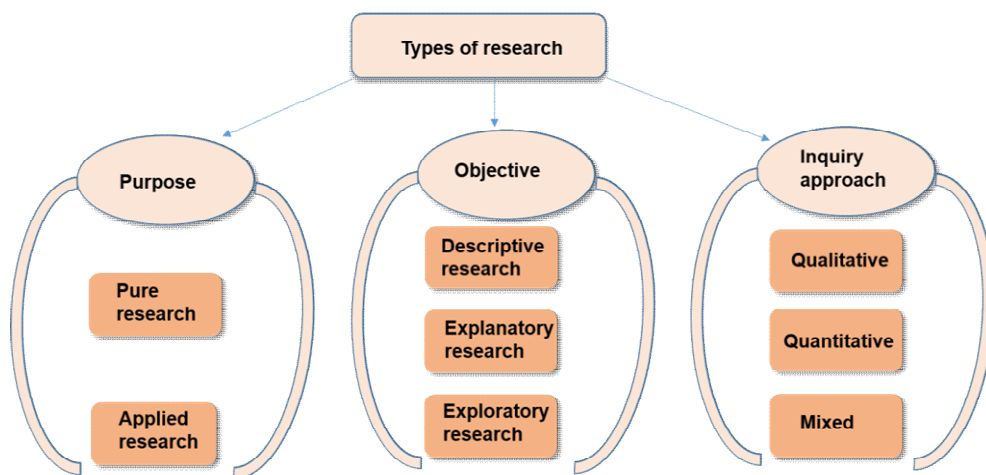 Types of research
Purpose
Pure
research
Applied
research
Objective
Descriptive
research
Explanatory
research
Exploratory
research
Inquiry
approach
Qualitative
Quantitative
Mixed